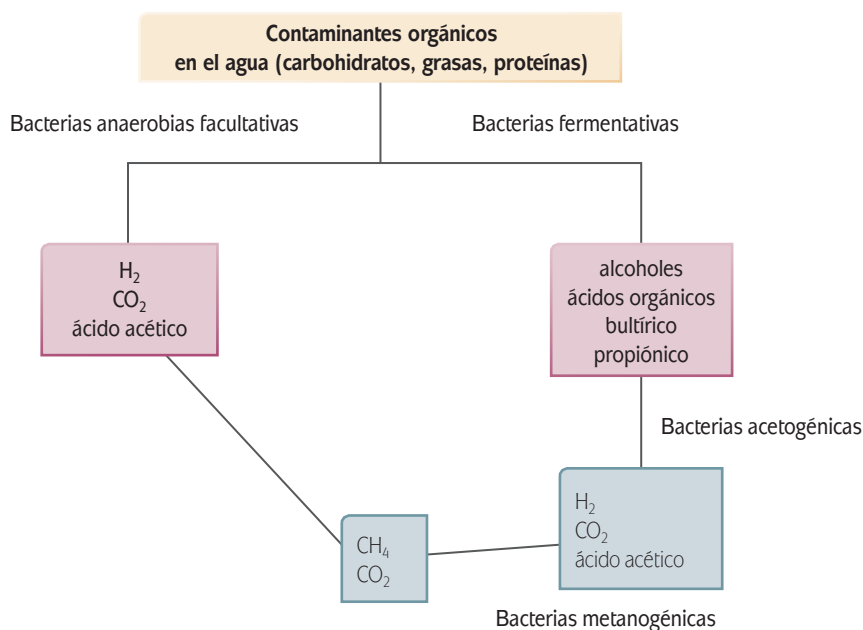 Contaminantes orgánicos
en el agua (carbohidratos, grasas, proteínas)
Bacterias anaerobias facultativas
Bacterias fermentativas
H₂
CO₂
ácido acético
alcoholes
ácidos orgánicos
bultírico
propiónico
Bacterias acetogénicas
H₂
CO₂
ácido acético
CH₄
CO₂
Bacterias metanogénicas